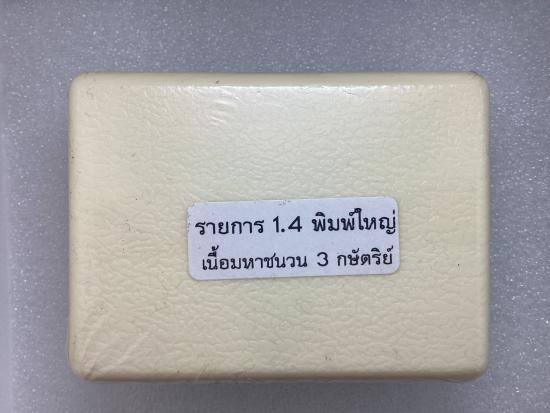 รายการ 1.4 พิมพ์ใหญ่
เนื้อมหาชนวน 3 กษัตริย์